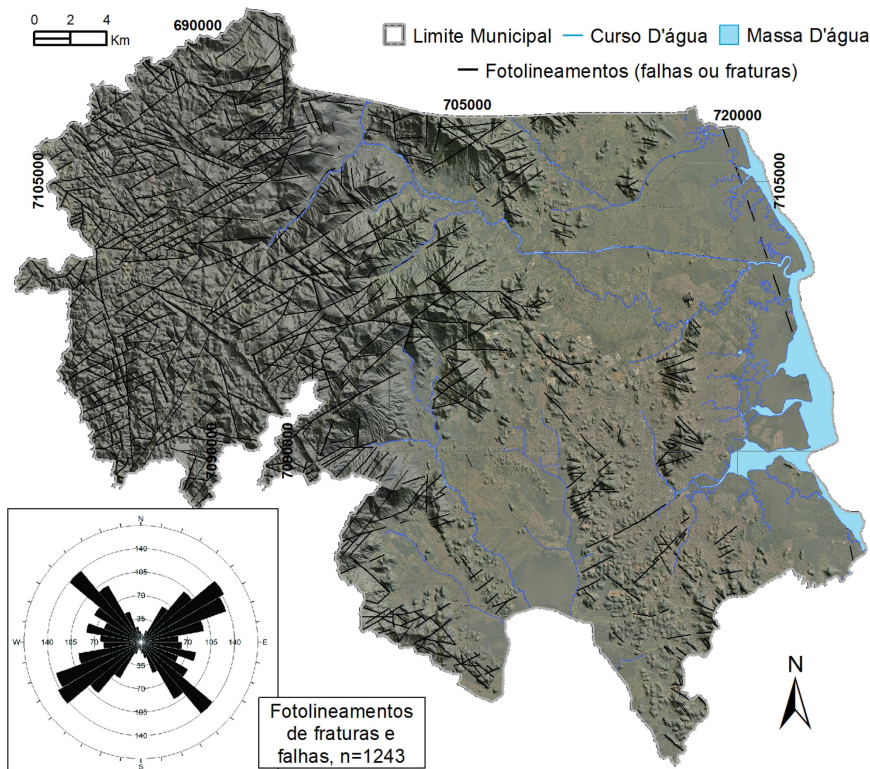 0 2 4
Km
690000
Limite Municipal
Curso D'água
Massa D'água
Fotolineamentos (falhas ou fraturas)
705000
720000
7105000
7105000
7090000
7090000
N
140
105
70
35
W 140 105 70 70 105 140 E
35
70
105
140
S
Fotolineamentos
de fraturas e
falhas, n=1243
N